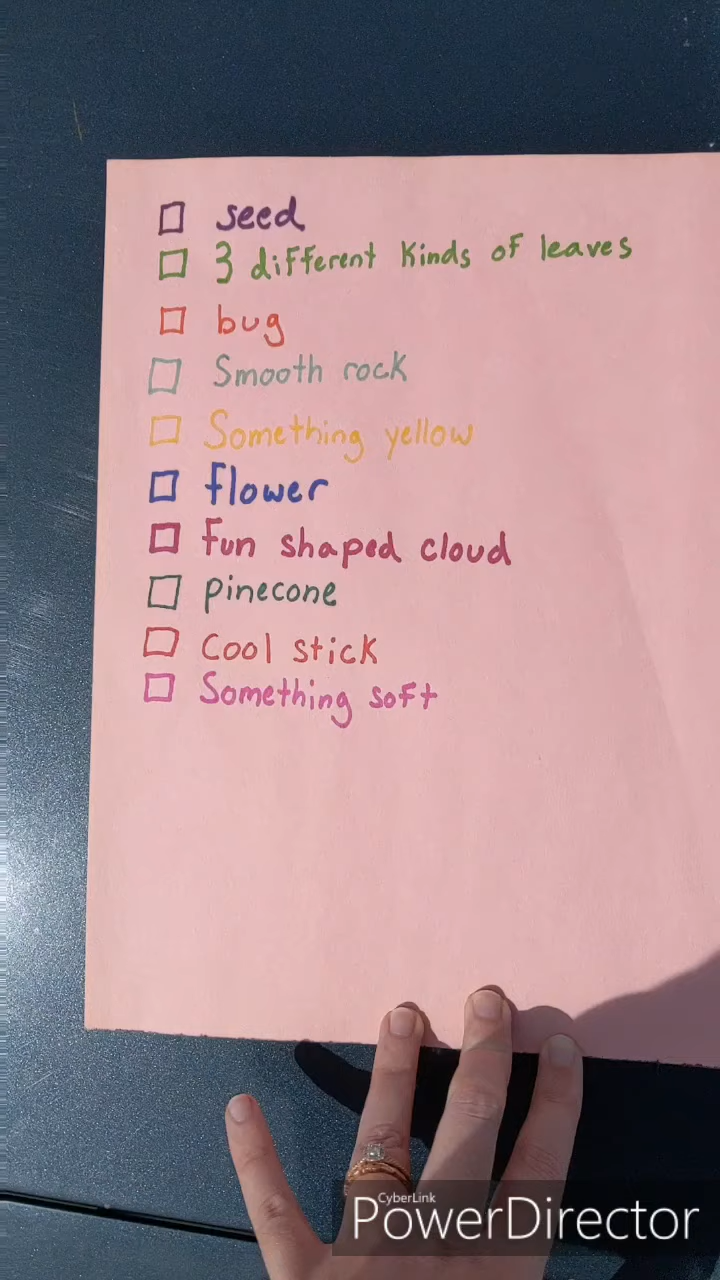 seed
3 different kinds of leaves
bug
Smooth rock
Something yellow
flower
fun shaped cloud
pinecone
Cool stick
Something soft
CyberLink
PowerDirector